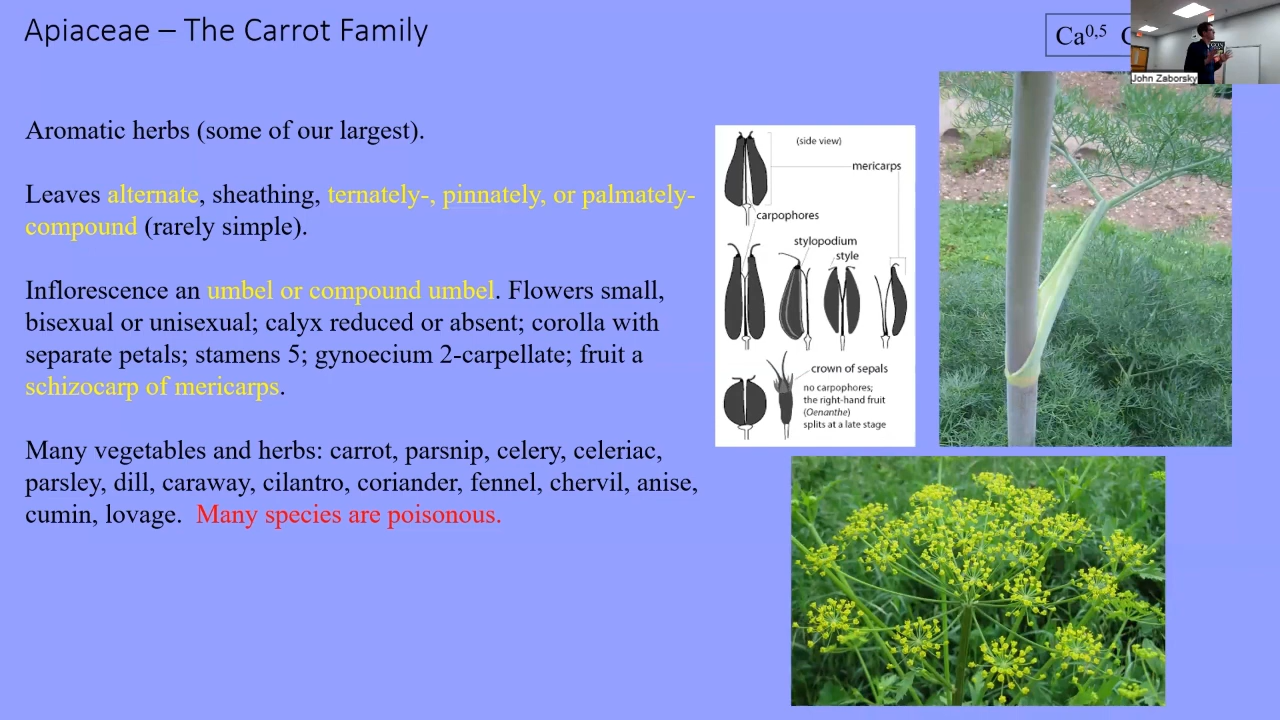 Apiaceae – The Carrot Family
Ca0,5 C
John Zaborsky
Aromatic herbs (some of our largest).
Leaves alternate, sheathing, ternately-, pinnately, or palmately-
compound (rarely simple).
Inflorescence an umbel or compound umbel. Flowers small,
bisexual or unisexual; calyx reduced or absent; corolla with
separate petals; stamens 5; gynoecium 2-carpellate; fruit a
schizocarp of mericarps.
Many vegetables and herbs: carrot, parsnip, celery, celeriac,
parsley, dill, caraway, cilantro, coriander, fennel, chervil, anise,
cumin, lovage. Many species are poisonous.
(side view)
mericarps
carpophores
stylopodium
style
crown of sepals
no carpophores;
the right-hand fruit
(Oenanthe)
splits at a late stage